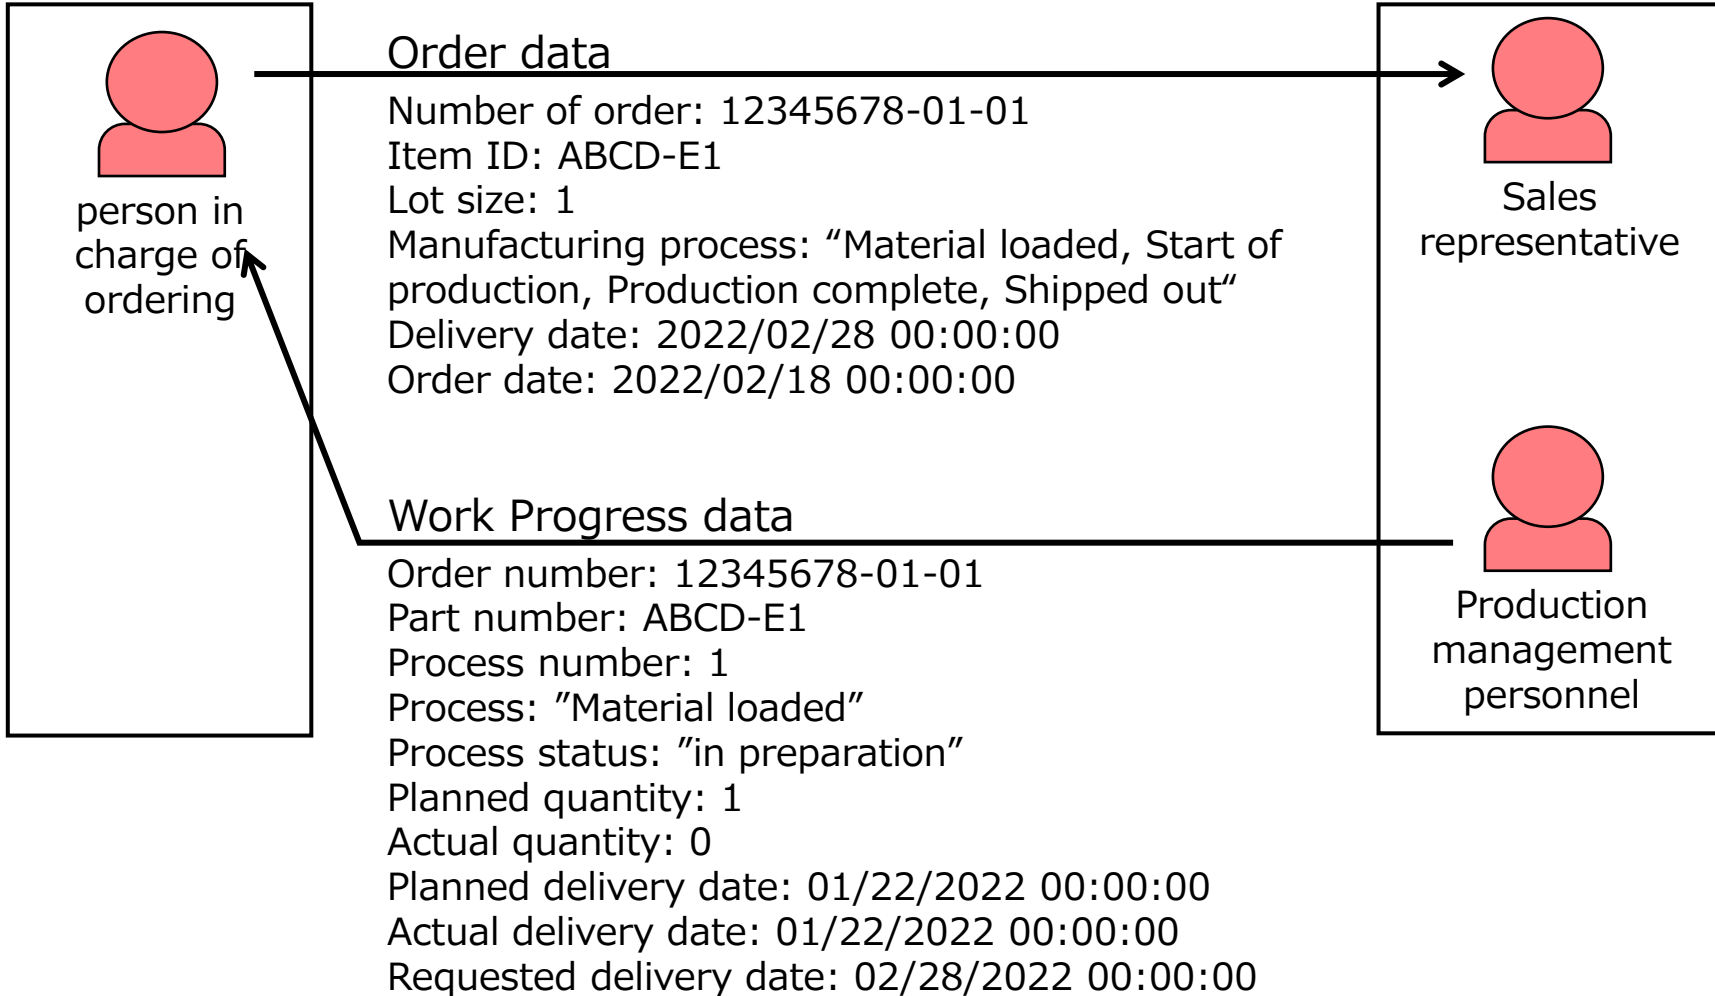 person in
charge of
ordering
Order data
Number of order: 12345678-01-01
Item ID: ABCD-E1
Lot size: 1
Manufacturing process: “Material loaded, Start of
production, Production complete, Shipped out“
Delivery date: 2022/02/28 00:00:00
Order date: 2022/02/18 00:00:00
Sales
representative
Work Progress data
Order number: 12345678-01-01
Part number: ABCD-E1
Process number: 1
Process: ”Material loaded”
Process status: ”in preparation”
Planned quantity: 1
Actual quantity: 0
Planned delivery date: 01/22/2022 00:00:00
Actual delivery date: 01/22/2022 00:00:00
Requested delivery date: 02/28/2022 00:00:00
Production
management
personnel